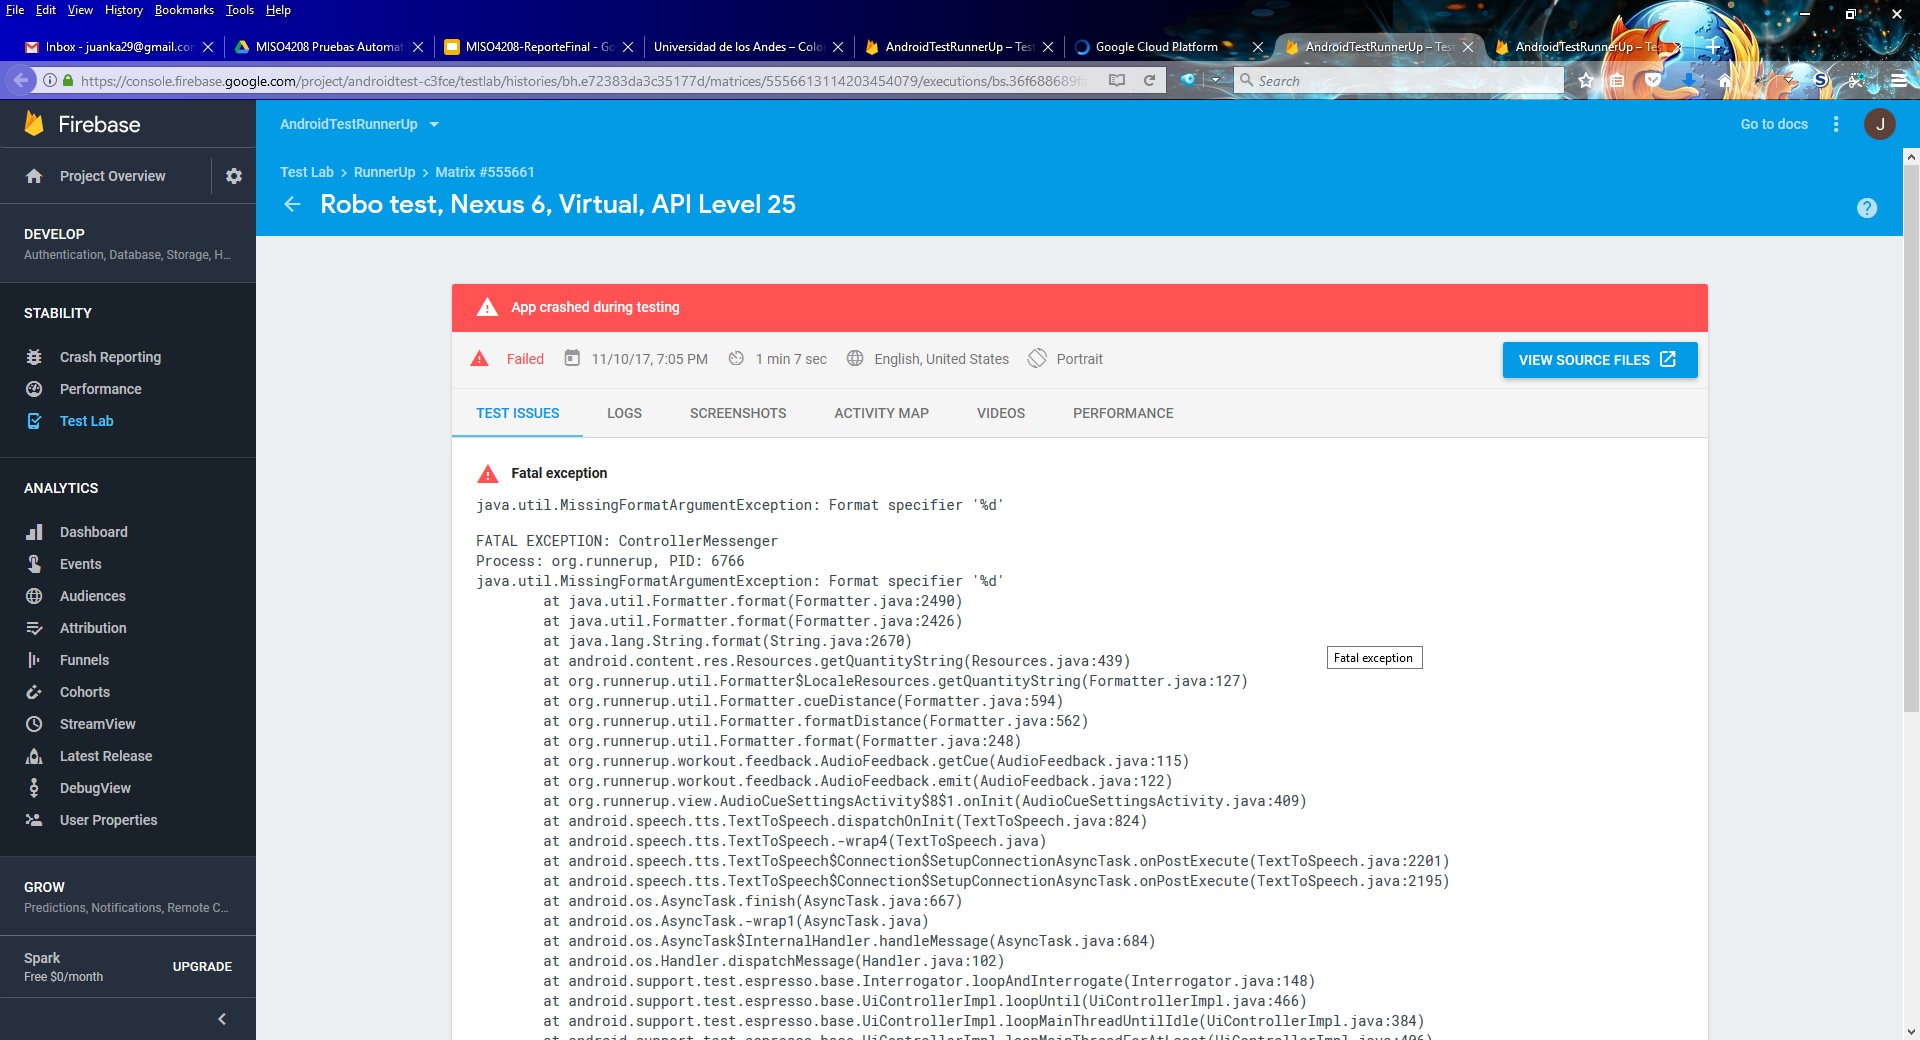 File Edit View History Bookmarks Tools Help
Inbox - juanka29@gmail.con
MISO4208 Pruebas Automat
MISO4208-ReporteFinal - Go
Universidad de los Andes – Colo
AndroidTestRunnerUp – Tes
Google Cloud Platform
AndroidTestRunnerUp – Tes
AndroidTestRunnerUp – Tes
https://console.firebase.google.com/project/androidtest-c3fce/testlab/histories/bh.e72383da3c35177d/matrices/5556613114203454079/executions/bs.36f688689f
Search
Firebase
AndroidTestRunnerUp
Go to docs
J
Project Overview
Test Lab > RunnerUp > Matrix #555661
Robo test, Nexus 6, Virtual, API Level 25
DEVELOP
Authentication, Database, Storage, H...
STABILITY
Crash Reporting
Performance
Test Lab
ANALYTICS
Dashboard
Events
Audiences
Attribution
Funnels
Cohorts
StreamView
Latest Release
DebugView
User Properties
GROW
Predictions, Notifications, Remote C...
Spark
Free $0/month
UPGRADE
App crashed during testing
Failed 11/10/17, 7:05 PM 1 min 7 sec English, United States Portrait
VIEW SOURCE FILES
TEST ISSUES LOGS SCREENSHOTS ACTIVITY MAP VIDEOS PERFORMANCE
Fatal exception
java.util.MissingFormatArgumentException: Format specifier '%d'
FATAL EXCEPTION: ControllerMessenger
Process: org.runnerup, PID: 6766
java.util.MissingFormatArgumentException: Format specifier '%d'
at java.util.Formatter.format(Formatter.java:2490)
at java.util.Formatter.format(Formatter.java:2426)
at java.lang.String.format(String.java:2670)
at android.content.res.Resources.getQuantityString(Resources.java:439)
at org.runnerup.util.Formatter$LocaleResources.getQuantityString(Formatter.java:127)
at org.runnerup.util.Formatter.cueDistance(Formatter.java:594)
at org.runnerup.util.Formatter.formatDistance(Formatter.java:562)
at org.runnerup.util.Formatter.format(Formatter.java:248)
at org.runnerup.workout.feedback.AudioFeedback.getCue(AudioFeedback.java:115)
at org.runnerup.workout.feedback.AudioFeedback.emit(AudioFeedback.java:122)
at org.runnerup.view.AudioCueSettingsActivity$8$1.onInit(AudioCueSettingsActivity.java:409)
at android.speech.tts.TextToSpeech.dispatchOnInit(TextToSpeech.java:824)
at android.speech.tts.TextToSpeech.-wrap4(TextToSpeech.java)
at android.speech.tts.TextToSpeech$Connection$SetupConnectionAsyncTask.onPostExecute(TextToSpeech.java:2201)
at android.speech.tts.TextToSpeech$Connection$SetupConnectionAsyncTask.onPostExecute(TextToSpeech.java:2195)
at android.os.AsyncTask.finish(AsyncTask.java:667)
at android.os.AsyncTask.-wrap1(AsyncTask.java)
at android.os.AsyncTask$InternalHandler.handleMessage(AsyncTask.java:684)
at android.os.Handler.dispatchMessage(Handler.java:102)
at android.support.test.espresso.base.Interrogator.loopAndInterrogate(Interrogator.java:148)
at android.support.test.espresso.base.UiControllerImpl.loopUntil(UiControllerImpl.java:466)
at android.support.test.espresso.base.UiControllerImpl.loopMainThreadUntilIdle(UiControllerImpl.java:384)
at android.support.test.espresso.base.UiControllerImpl.loopMainThreadForAtLeast(UiControllerImpl.java:406)
Fatal exception